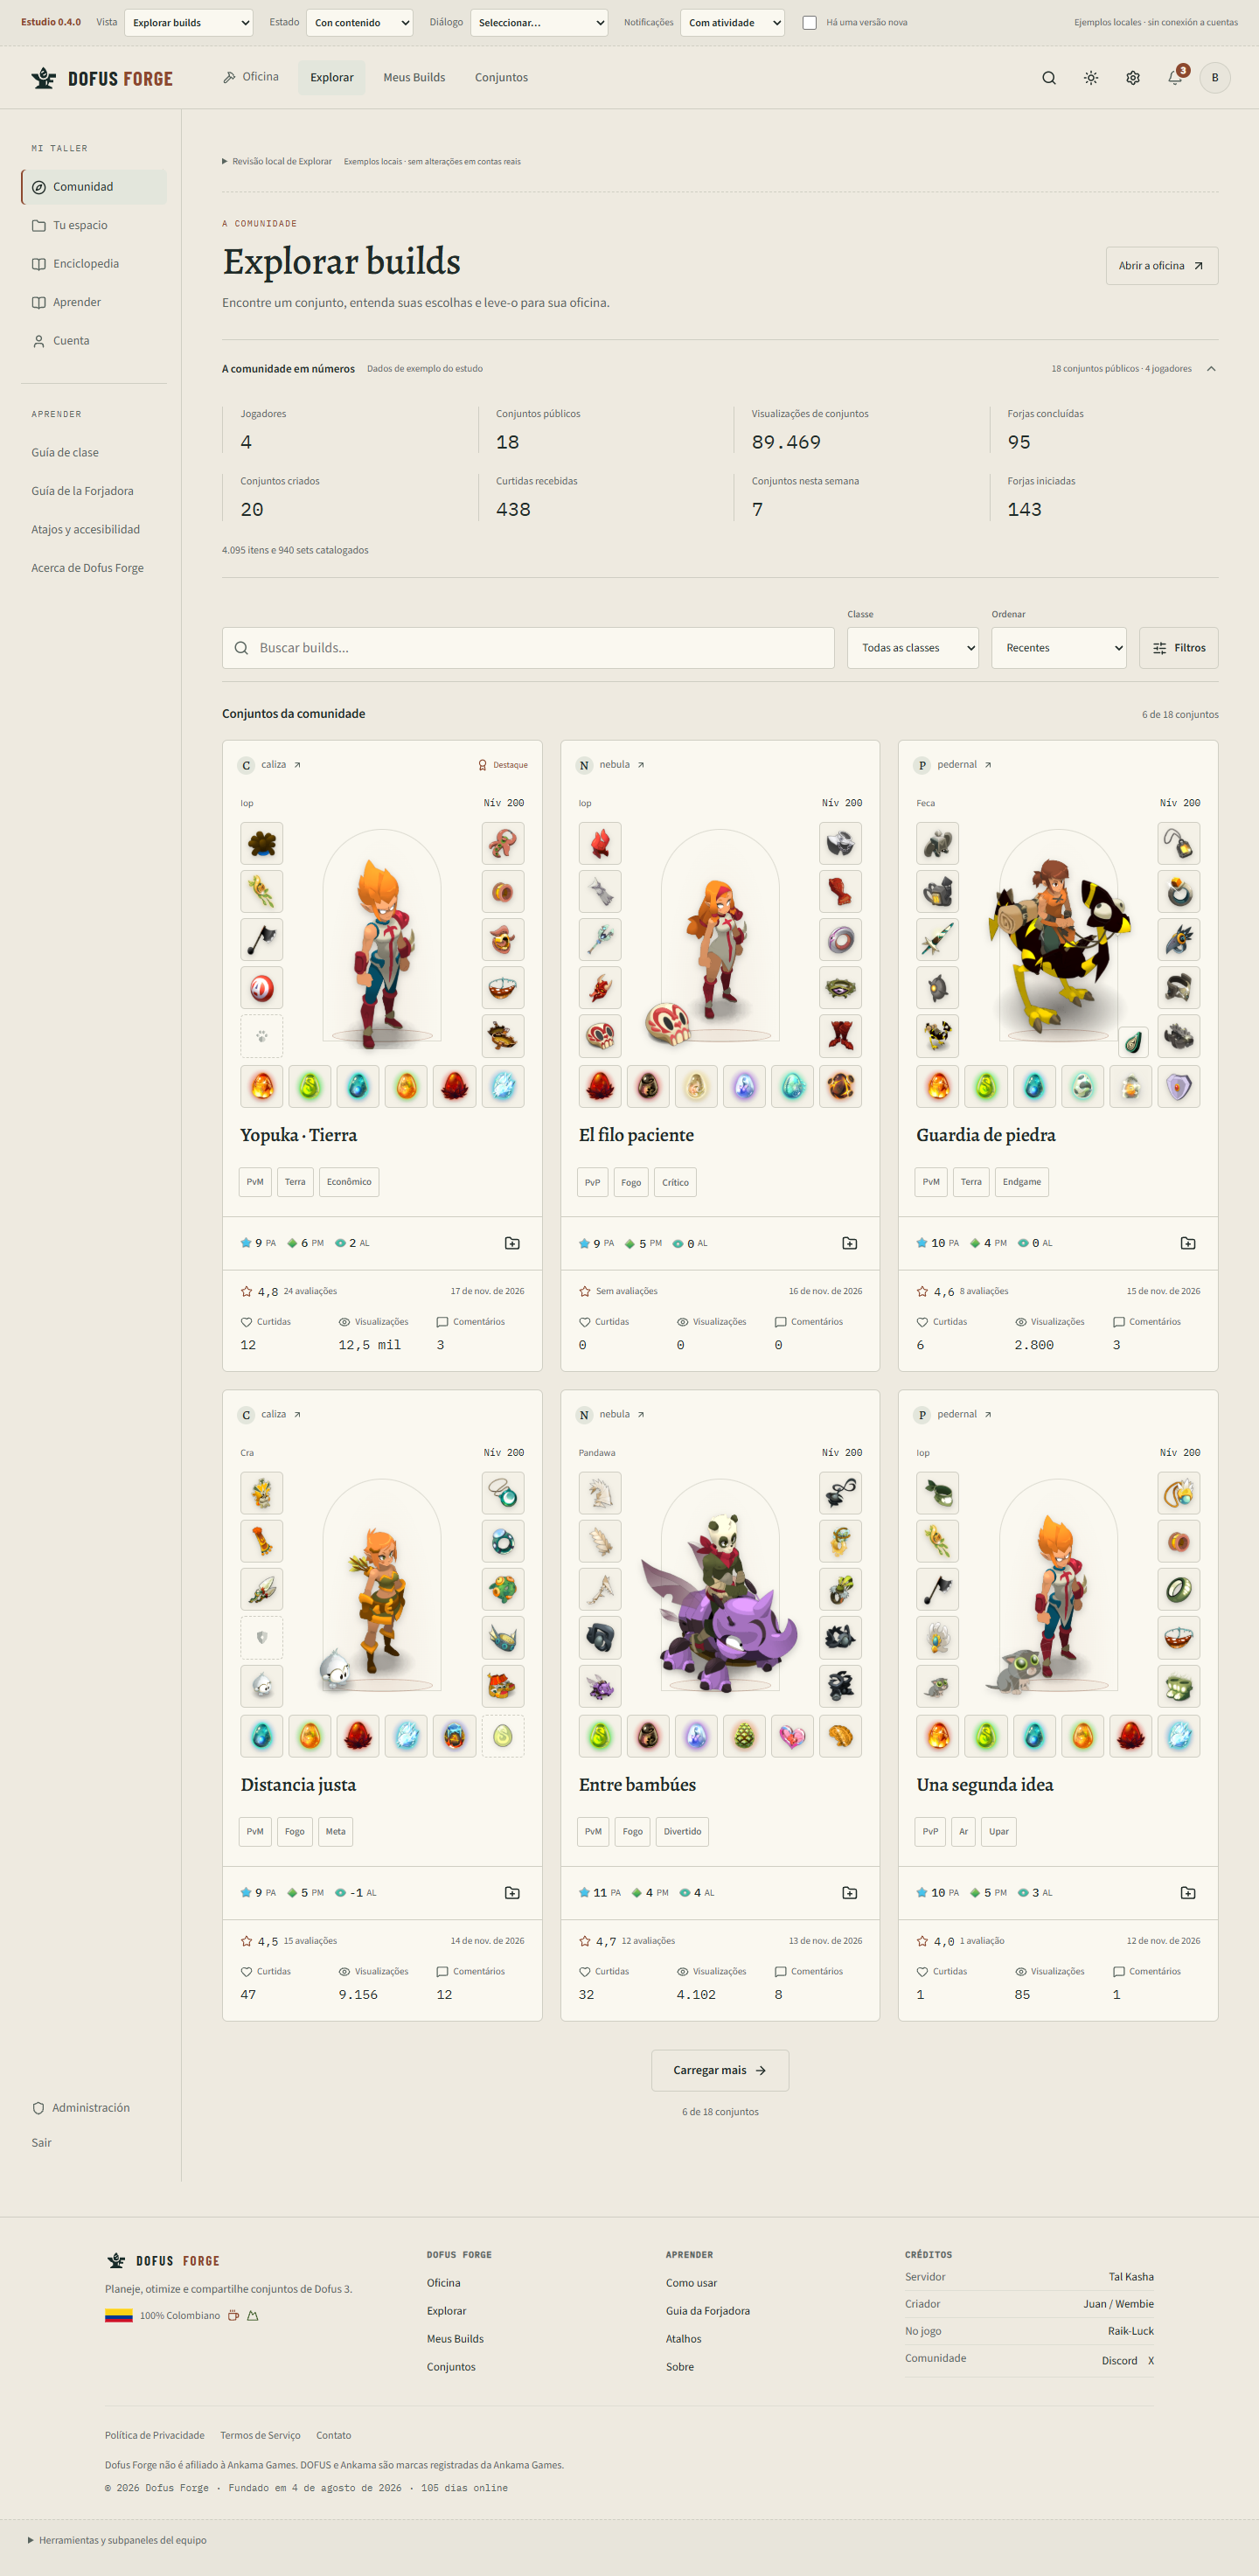 Estudio 0.4.0 Vista Explorar builds Estado Con contenido Diálogo Seleccionar... Notificações Com atividade Há uma versão nova Ejemplos locales · sin conexión a cuentas
DOFUS FORGE Oficina Explorar Meus Builds Conjuntos 3 B
MI TALLER
Comunidad
Tu espacio
Enciclopedia
Aprender
Cuenta
APRENDER
Guía de clase
Guía de la Forjadora
Atajos y accesibilidad
Acerca de Dofus Forge
Administración
Sair
Revisão local de Explorar Exemplos locais · sem alterações em contas reais
A COMUNIDADE
Explorar builds
Abrir a oficina
Encontre um conjunto, entenda suas escolhas e leve-o para sua oficina.
A comunidade em números Dados de exemplo do estudo 18 conjuntos públicos · 4 jogadores
Jogadores Conjuntos públicos Visualizações de conjuntos Forjas concluídas
4 18 89.469 95
Conjuntos criados Curtidas recebidas Conjuntos nesta semana Forjas iniciadas
20 438 7 143
4.095 itens e 940 sets catalogados
Classe Ordenar
Buscar builds... Todas as classes Recentes Filtros
Conjuntos da comunidade 6 de 18 conjuntos
C caliza Destaque
Iop Nív 200
Yopuka · Tierra
PvM Terra Econômico
9 PA 6 PM 2 AL
4,8 24 avaliações 17 de nov. de 2026
Curtidas Visualizações Comentários
12 12,5 mil 3
N nebula
Iop Nív 200
El filo paciente
PvP Fogo Crítico
9 PA 5 PM 0 AL
Sem avaliações 16 de nov. de 2026
Curtidas Visualizações Comentários
0 0 0
P pedernal
Feca Nív 200
Guardia de piedra
PvM Terra Endgame
10 PA 4 PM 0 AL
4,6 8 avaliações 15 de nov. de 2026
Curtidas Visualizações Comentários
6 2.800 3
C caliza
Cra Nív 200
Distancia justa
PvM Fogo Meta
9 PA 5 PM -1 AL
4,5 15 avaliações 14 de nov. de 2026
Curtidas Visualizações Comentários
47 9.156 12
N nebula
Pandawa Nív 200
Entre bambúes
PvM Fogo Divertido
11 PA 4 PM 4 AL
4,7 12 avaliações 13 de nov. de 2026
Curtidas Visualizações Comentários
32 4.102 8
P pedernal
Iop Nív 200
Una segunda idea
PvP Ar Upar
10 PA 5 PM 3 AL
4,0 1 avaliação 12 de nov. de 2026
Curtidas Visualizações Comentários
1 85 1
Carregar mais
6 de 18 conjuntos
DOFUS FORGE
Planeje, otimize e compartilhe conjuntos de Dofus 3.
100% Colombiano
DOFUS FORGE
Oficina
Explorar
Meus Builds
Conjuntos
APRENDER
Como usar
Guia da Forjadora
Atalhos
Sobre
CRÉDITOS
Servidor Tal Kasha
Criador Juan / Wembie
No jogo Raik-Luck
Comunidade Discord X
Política de Privacidade Termos de Serviço Contato
Dofus Forge não é afiliado à Ankama Games. DOFUS e Ankama são marcas registradas da Ankama Games.
© 2026 Dofus Forge · Fundado em 4 de agosto de 2026 · 105 dias online
Herramientas y subpaneles del equipo